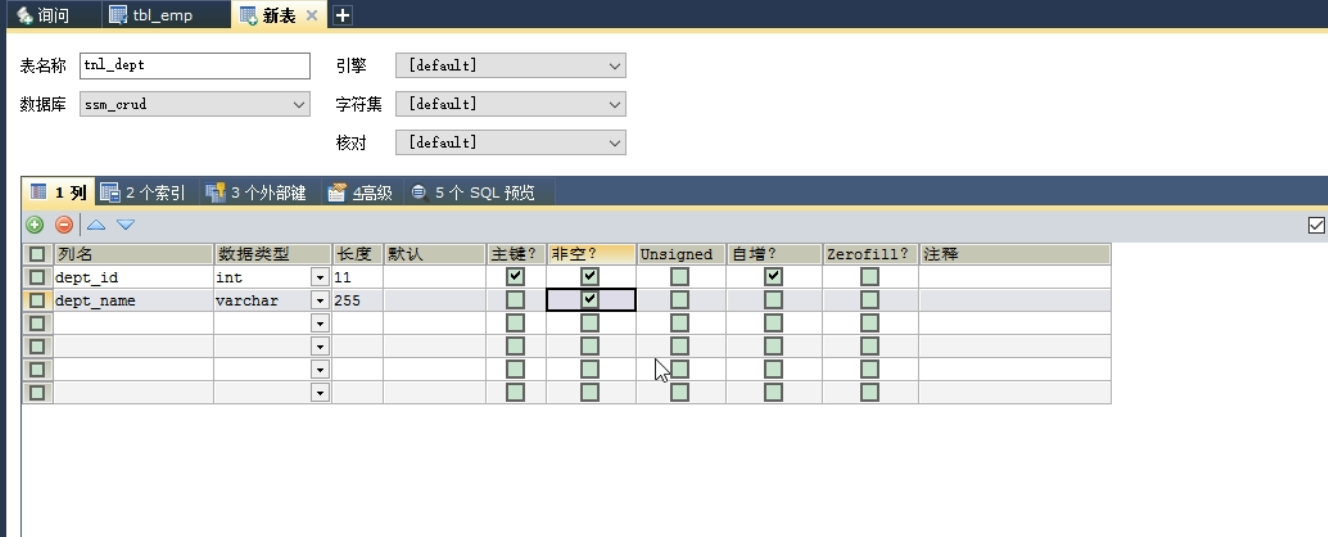 询问 tbl_emp 新表
表名称 tnl_dept 引擎 [default]
数据库 ssm_crud 字符集 [default]
核对 [default]
1 列 2 个索引 3 个外部键 4高级 5 个 SQL 预览
列名 数据类型 长度 默认 主键? 非空? Unsigned 自增? Zerofill? 注释
dept_id int 11
dept_name varchar 255